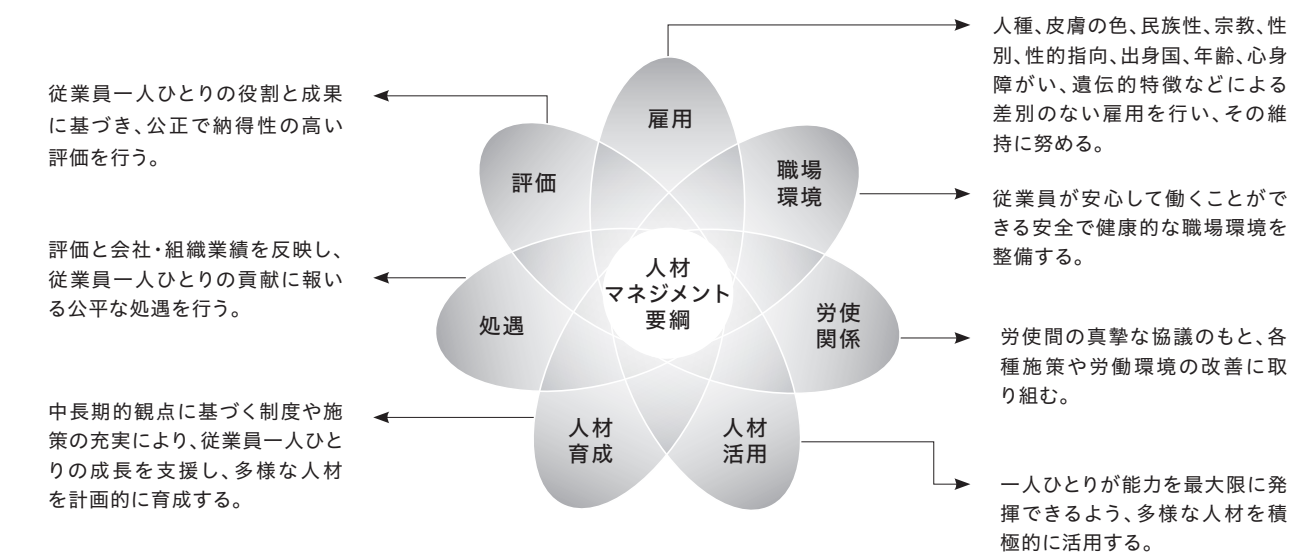 人種、皮膚の色、民族性、宗教、性
別、性的指向、出身国、年齢、心身
障がい、遺伝的特徴などによる
差別のない雇用を行い、その維
持に努める。
従業員一人ひとりの役割と成果
に基づき、公正で納得性の高い
評価を行う。
雇用
評価
職場
環境
従業員が安心して働くことがで
きる安全で健康的な職場環境を
整備する。
評価と会社・組織業績を反映し、
従業員一人ひとりの貢献に報い
る公平な処遇を行う。
人材
マネジメント
要綱
処遇
労使
関係
労使間の真摯な協議のもと、各
種施策や労働環境の改善に取
り組む。
中長期的観点に基づく制度や施
策の充実により、従業員一人ひと
りの成長を支援し、多様な人材
を計画的に育成する。
人材
育成
人材
活用
一人ひとりが能力を最大限に発
揮できるよう、多様な人材を積
極的に活用する。